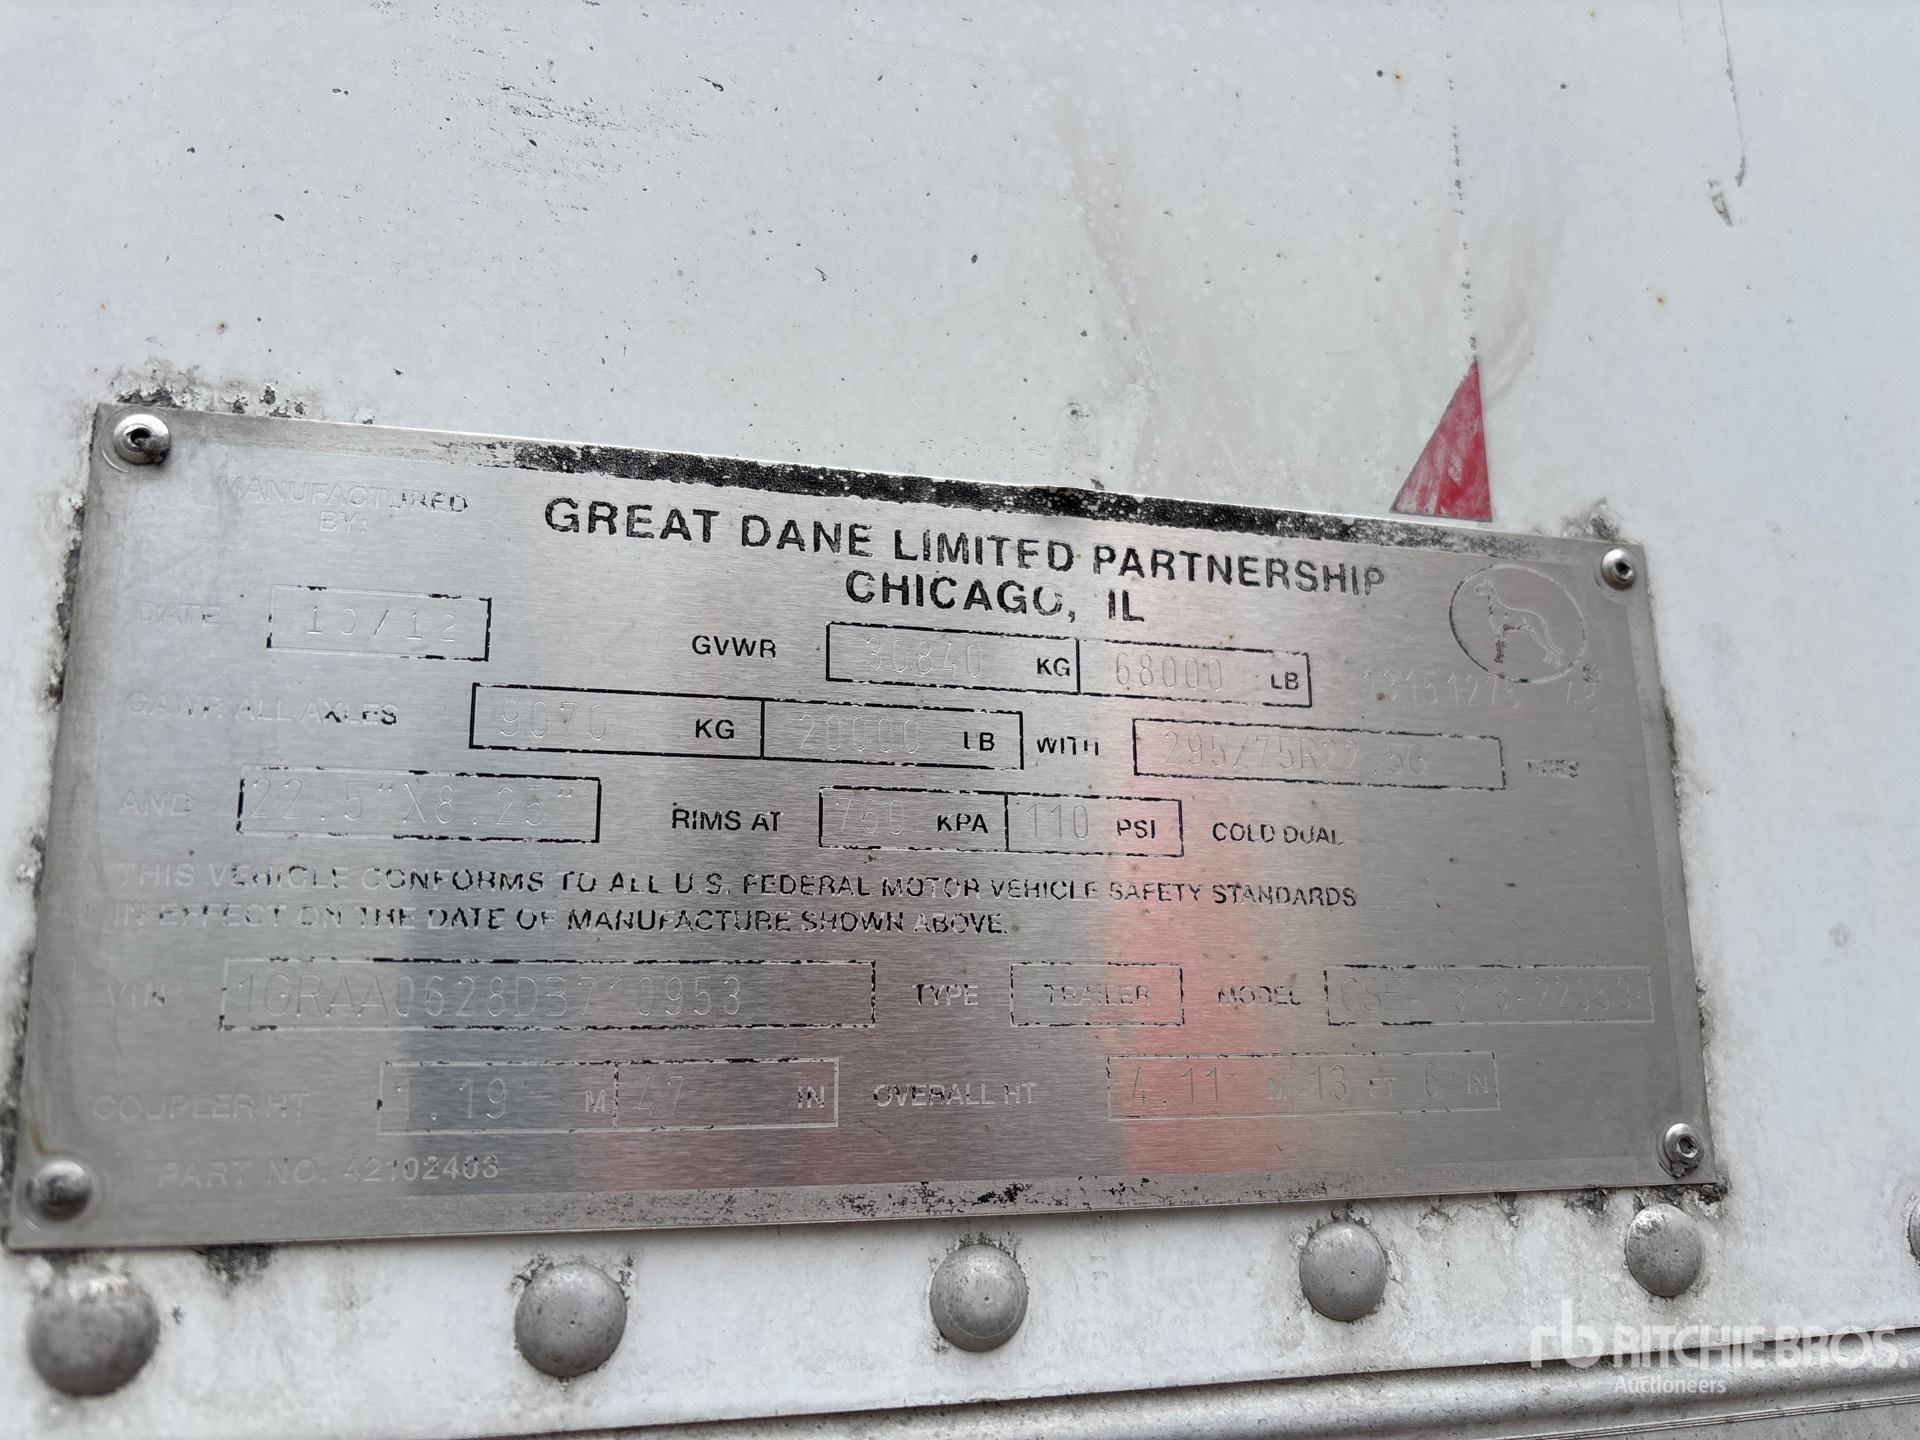 MANUFACTURED
BY:
GREAT DANE LIMITED PARTNERSHIP
CHICAGO, IL
DATE 10/12
GVWR 30840 KG 68000 LB
GAWR ALL AXLES 9070 KG 20000 LB WITH 295/75R22.5G TIRES
AND 22.5"X8.25" RIMS AT 760 KPA 110 PSI COLD DUAL
THIS VEHICLE CONFORMS TO ALL U.S. FEDERAL MOTOR VEHICLE SAFETY STANDARDS
IN EFFECT ON THE DATE OF MANUFACTURE SHOWN ABOVE.
VIN 1GRAA0628DB710953 TYPE TRAILER MODEL
COUPLER HT 1.19 M 47 IN OVERALL HT 4.11 M 13 FT 6 IN
PART NO. 42102403
rb RITCHIE BROS.
Auctioneers